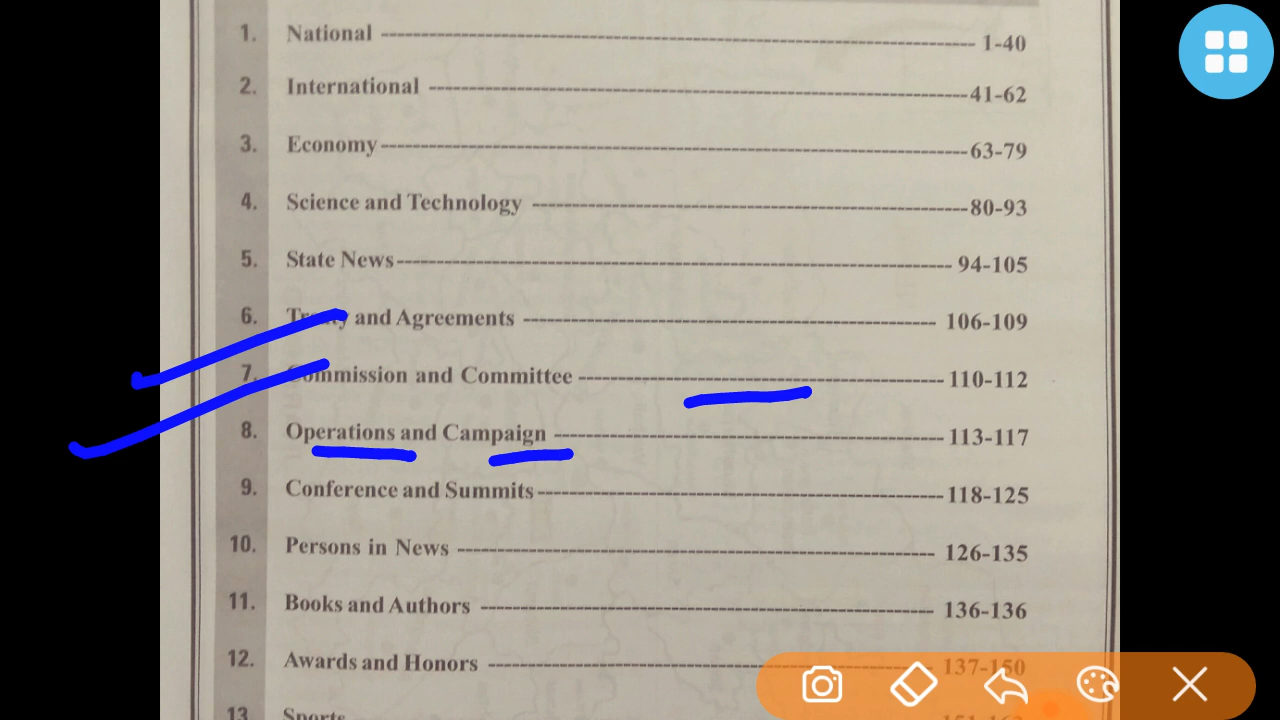 1. National 1-40
2. International 41-62
3. Economy 63-79
4. Science and Technology 80-93
5. State News 94-105
6. Treaty and Agreements 106-109
7. Commission and Committee 110-112
8. Operations and Campaign 113-117
9. Conference and Summits 118-125
10. Persons in News 126-135
11. Books and Authors 136-136
12. Awards and Honors 137-150
13. Sports